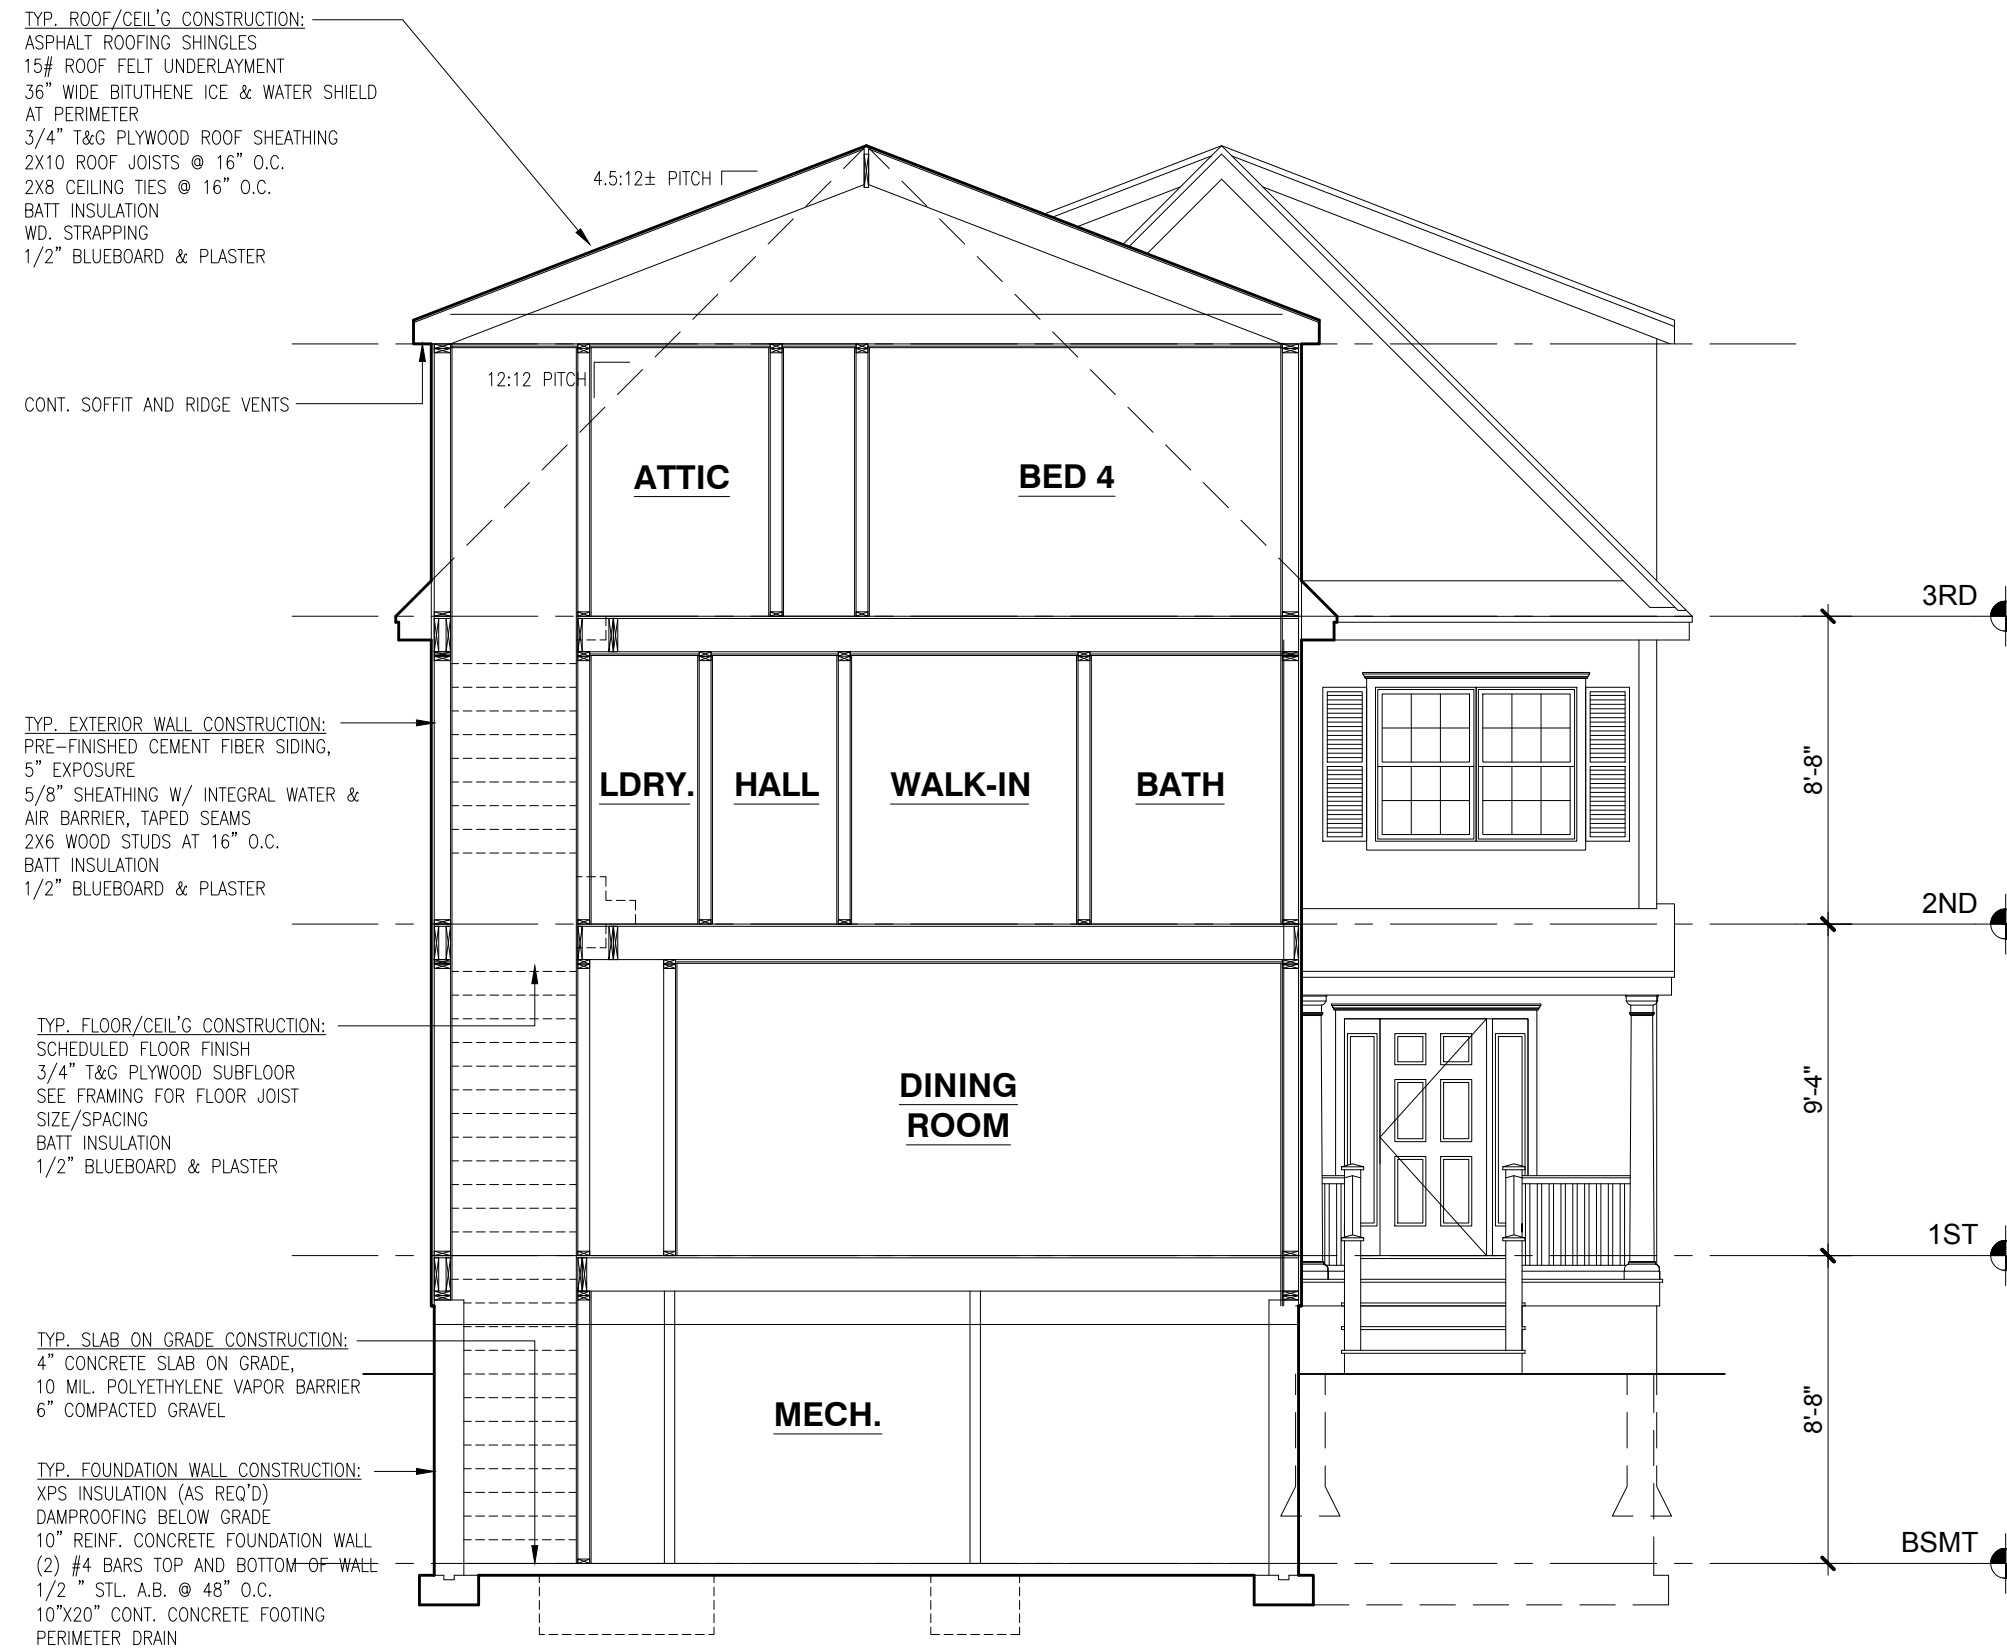 TYP. ROOF/CEIL'G CONSTRUCTION:
ASPHALT ROOFING SHINGLES
15# ROOF FELT UNDERLAYMENT
36" WIDE BITUTHENE ICE & WATER SHIELD
AT PERIMETER
3/4" T&G PLYWOOD ROOF SHEATHING
2X10 ROOF JOISTS @ 16" O.C.
2X8 CEILING TIES @ 16" O.C.
BATT INSULATION
WD. STRAPPING
1/2" BLUEBOARD & PLASTER
4.5:12± PITCH
12:12 PITCH
CONT. SOFFIT AND RIDGE VENTS
ATTIC
BED 4
3RD
TYP. EXTERIOR WALL CONSTRUCTION:
PRE-FINISHED CEMENT FIBER SIDING,
5" EXPOSURE
5/8" SHEATHING W/ INTEGRAL WATER &
AIR BARRIER, TAPED SEAMS
2X6 WOOD STUDS AT 16" O.C.
BATT INSULATION
1/2" BLUEBOARD & PLASTER
LDRY.
HALL
WALK-IN
BATH
8'-8"
2ND
TYP. FLOOR/CEIL'G CONSTRUCTION:
SCHEDULED FLOOR FINISH
3/4" T&G PLYWOOD SUBFLOOR
SEE FRAMING FOR FLOOR JOIST
SIZE/SPACING
BATT INSULATION
1/2" BLUEBOARD & PLASTER
DINING
ROOM
9'-4"
1ST
TYP. SLAB ON GRADE CONSTRUCTION:
4" CONCRETE SLAB ON GRADE,
10 MIL. POLYETHYLENE VAPOR BARRIER
6" COMPACTED GRAVEL
MECH.
8'-8"
TYP. FOUNDATION WALL CONSTRUCTION:
XPS INSULATION (AS REQ'D)
DAMPROOFING BELOW GRADE
10" REINF. CONCRETE FOUNDATION WALL
(2) #4 BARS TOP AND BOTTOM OF WALL
1/2 " STL. A.B. @ 48" O.C.
10"X20" CONT. CONCRETE FOOTING
PERIMETER DRAIN
BSMT